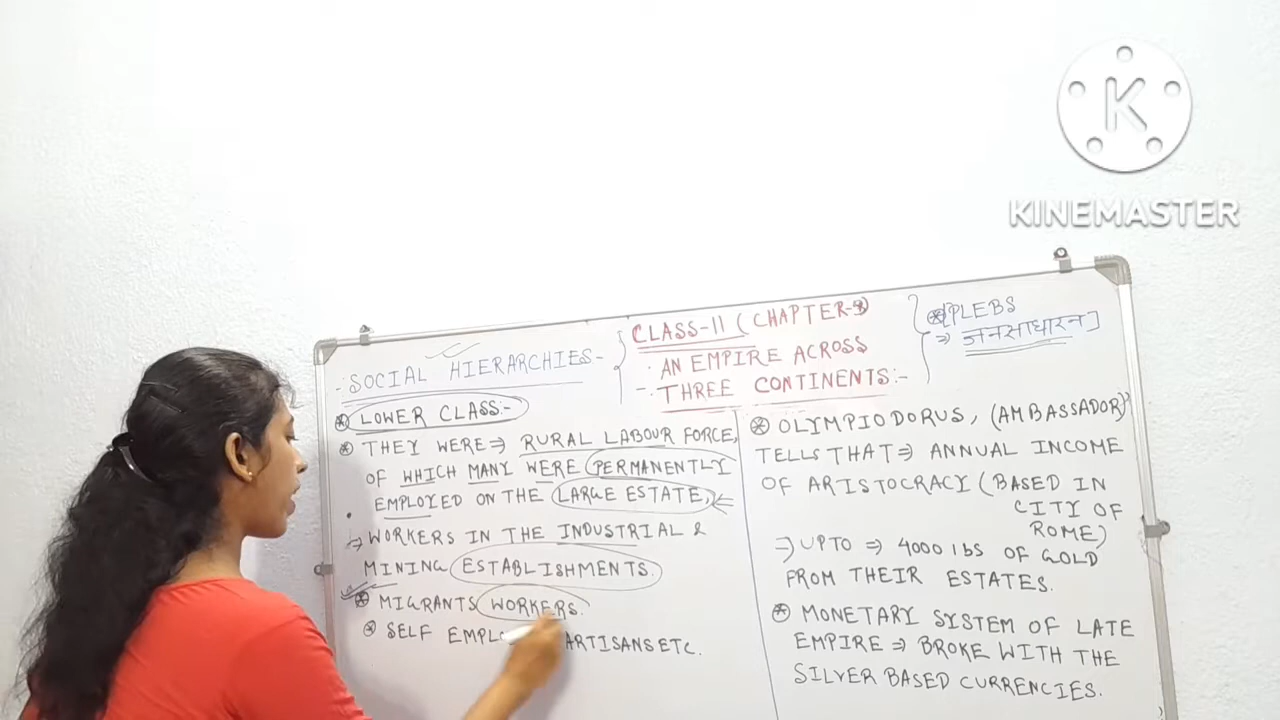 K
KINEMASTER
-: SOCIAL HIERARCHIES -
CLASS-11 (CHAPTER-3)
• AN EMPIRE ACROSS
- THREE CONTINENTS:-
[PLEBS
⇒ जनसाधारन]
LOWER CLASS:-
THEY WERE ⇒ RURAL LABOUR FORCE,
OF WHICH MANY WERE PERMANENTLY
EMPLOYED ON THE LARGE ESTATE,
⇒ WORKERS IN THE INDUSTRIAL &
MINING ESTABLISHMENTS.
MIGRANTS WORKERS.
SELF ARTISANS ETC.
OLYMPIODORUS, (AMBASSADOR)
TELLS THAT ⇒ ANNUAL INCOME
OF ARISTOCRACY (BASED IN
CITY OF
ROME)
⇒ UPTO ⇒ 4000 lbs OF GOLD
FROM THEIR ESTATES.
MONETARY SYSTEM OF LATE
EMPIRE ⇒ BROKE WITH THE
SILVER BASED CURRENCIES.